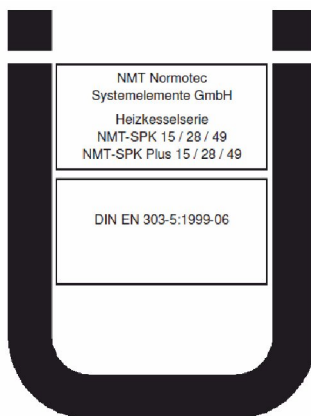 NMT Normotec
Systemelemente GmbH
Heizkesselserie
NMT-SPK 15 / 28 / 49
NMT-SPK Plus 15 / 28 / 49
DIN EN 303-5:1999-06